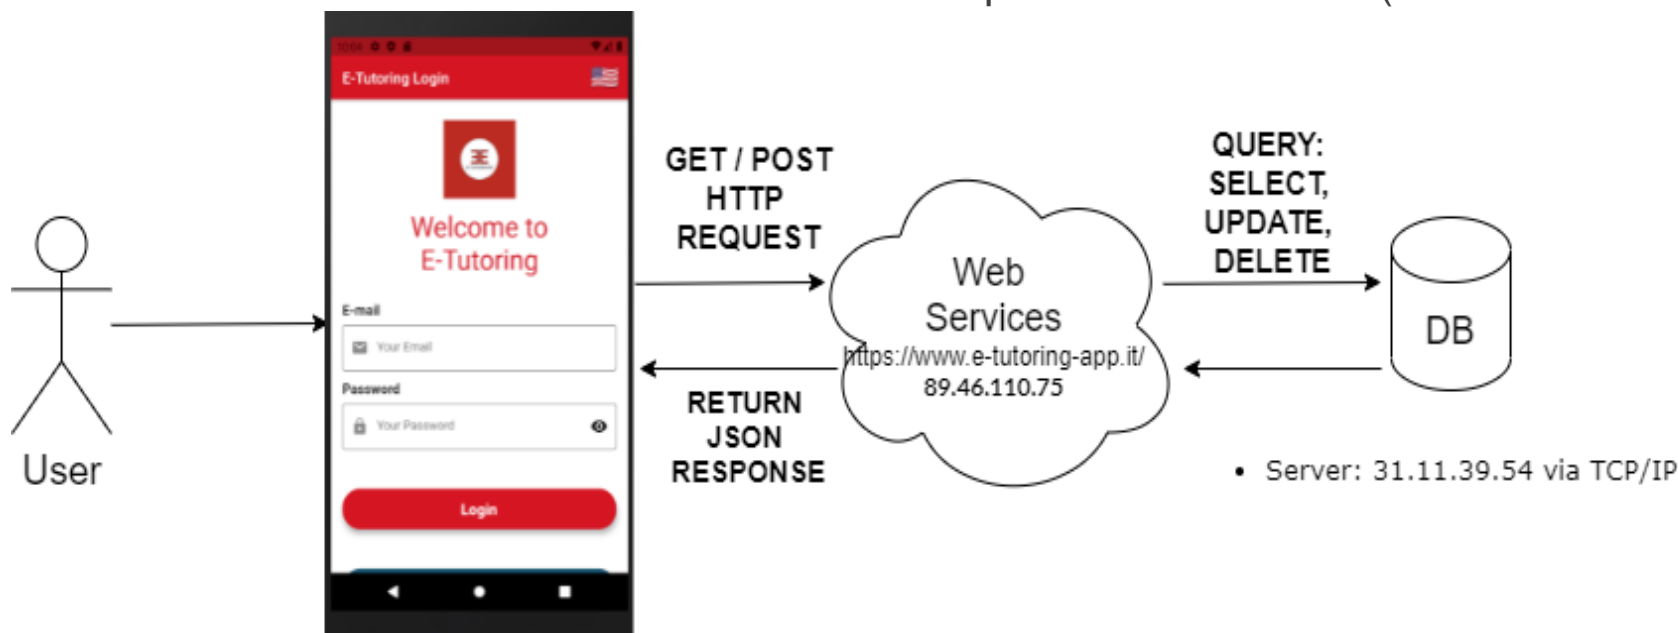 10:04
E-Tutoring Login
Welcome to
E-Tutoring
E-mail
Your Email
Password
Your Password
Login
User
GET / POST
HTTP
REQUEST
RETURN
JSON
RESPONSE
Web
Services
https://www.e-tutoring-app.it/
89.46.110.75
QUERY:
SELECT,
UPDATE,
DELETE
DB
• Server: 31.11.39.54 via TCP/IP